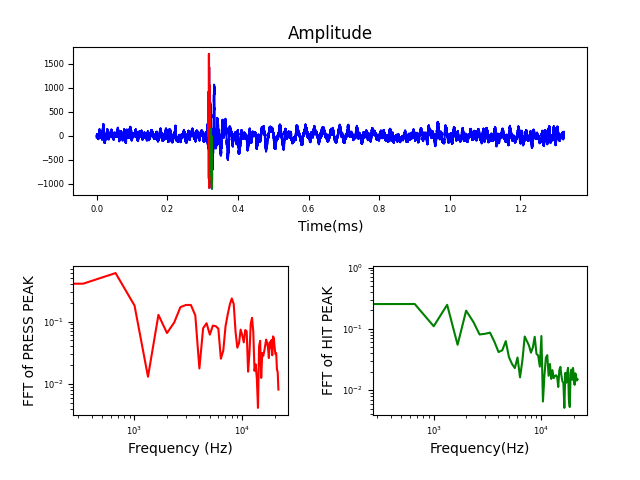 Amplitude
1500
1000
500
0
−500
−1000
0.0 0.2 0.4 0.6 0.8 1.0 1.2
Time(ms)
FFT of PRESS PEAK
10⁻¹
10⁻²
10³ 10⁴
Frequency (Hz)
FFT of HIT PEAK
10⁰
10⁻¹
10⁻²
10³ 10⁴
Frequency(Hz)